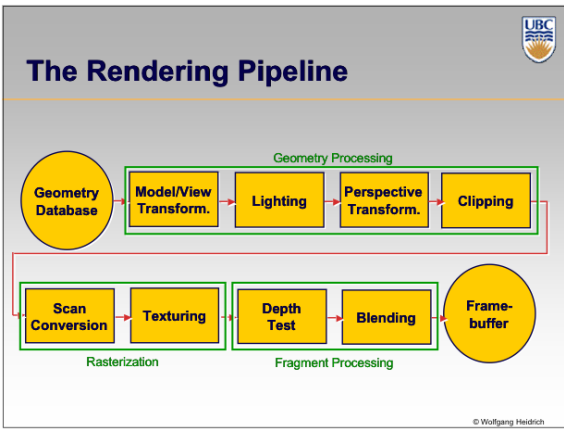 UBC
The Rendering Pipeline
Geometry Processing
Geometry
Database
Model/View
Transform.
Lighting
Perspective
Transform.
Clipping
Scan
Conversion
Texturing
Depth
Test
Blending
Frame-
buffer
Rasterization
Fragment Processing
© Wolfgang Heidrich